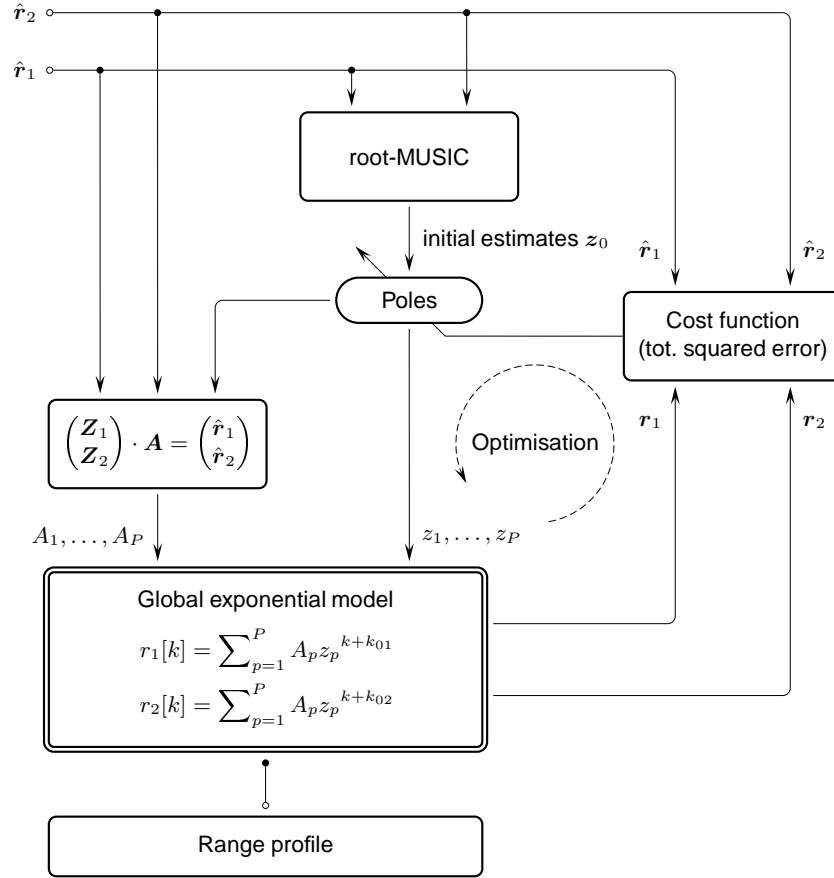 r̂₂
r̂₁
root-MUSIC
initial estimates z₀
r̂₁
r̂₂
Poles
Cost function
(tot. squared error)
(Z₁ Z₂) · A = (r̂₁ r̂₂)
Optimisation
r₁
r₂
A₁, . . . , A_P
z₁, . . . , z_P
Global exponential model
r₁[k] = ∑_{p=1}^{P} A_p z_p^{k+k₀₁}
r₂[k] = ∑_{p=1}^{P} A_p z_p^{k+k₀₂}
Range profile